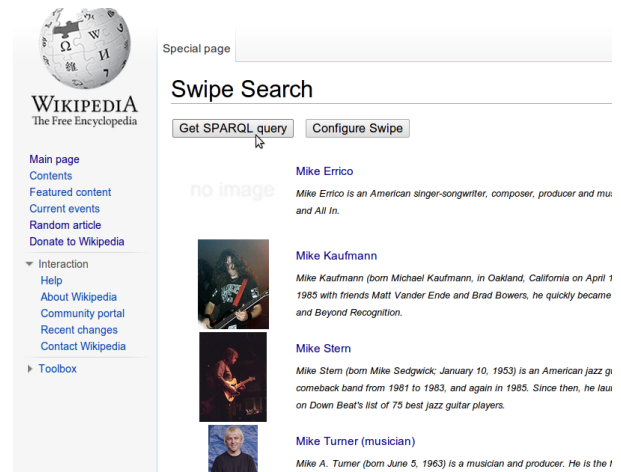 Ω W И 維 7
WIKIPEDIA
The Free Encyclopedia
Main page
Contents
Featured content
Current events
Random article
Donate to Wikipedia
Interaction
Help
About Wikipedia
Community portal
Recent changes
Contact Wikipedia
Toolbox
Special page
Swipe Search
Get SPARQL query Configure Swipe
no image
Mike Errico
Mike Errico is an American singer-songwriter, composer, producer and
and All In.
Mike Kaufmann
Mike Kaufmann (born Michael Kaufmann, in Oakland, California on April
1985 with friends Matt Vander Ende and Brad Bowers, he quickly became
and Beyond Recognition.
Mike Stern
Mike Stern (born Mike Sedgwick; January 10, 1953) is an American jazz
comeback band from 1981 to 1983, and again in 1985. Since then, he
on Down Beat's list of 75 best jazz guitar players.
Mike Turner (musician)
Mike A. Turner (born June 5, 1963) is a musician and producer. He is the